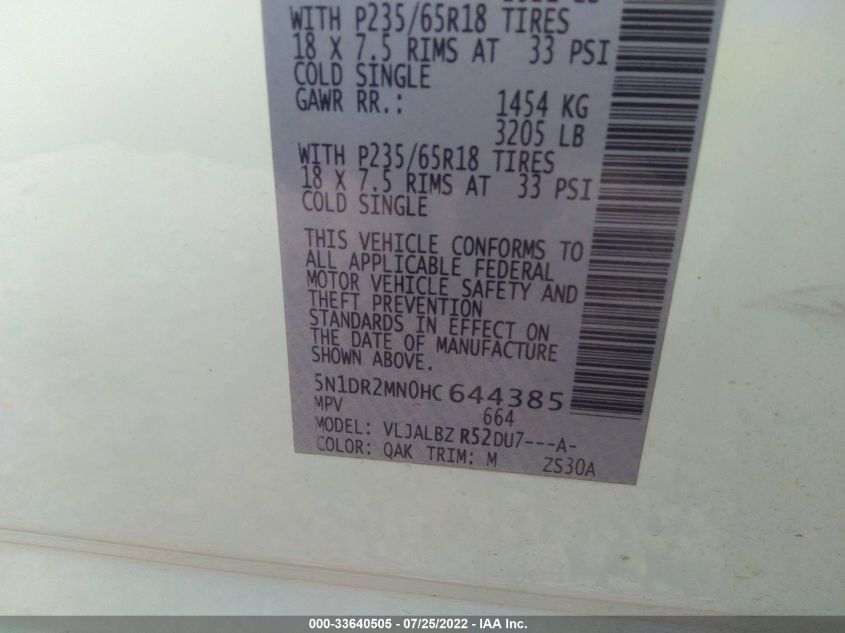 WITH P235/65R18 TIRES
18 X 7.5 RIMS AT 33 PSI
COLD SINGLE
GAWR RR.: 1454 KG
3205 LB
WITH P235/65R18 TIRES
18 X 7.5 RIMS AT 33 PSI
COLD SINGLE
THIS VEHICLE CONFORMS TO
ALL APPLICABLE FEDERAL
MOTOR VEHICLE SAFETY AND
THEFT PREVENTION
STANDARDS IN EFFECT ON
THE DATE OF MANUFACTURE
SHOWN ABOVE.
5N1DR2MN0HC644385
MPV 664
MODEL: VLJALBZ R52DU7---A-
COLOR: QAK TRIM: M ZS30A
000-33640505 - 07/25/2022 - IAA Inc.